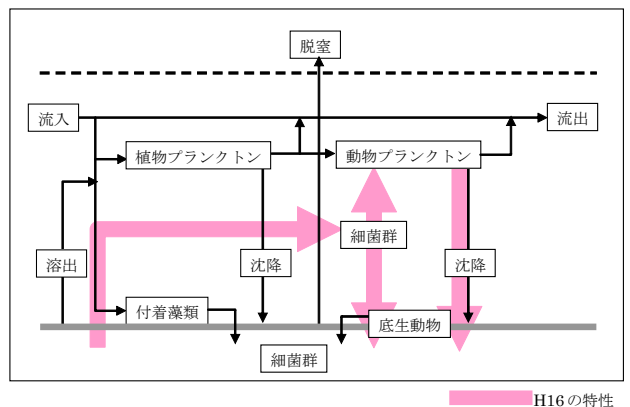 脱窒
流入
流出
植物プランクトン
動物プランクトン
細菌群
溶出
沈降
沈降
付着藻類
底生動物
細菌群
H16の特性